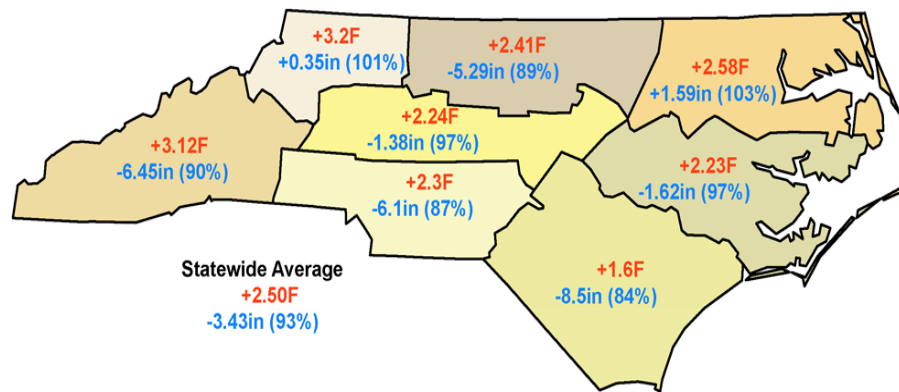 +3.2F
+0.35in (101%)
+2.41F
-5.29in (89%)
+2.58F
+1.59in (103%)
+3.12F
-6.45in (90%)
+2.24F
-1.38in (97%)
+2.23F
-1.62in (97%)
+2.3F
-6.1in (87%)
+1.6F
-8.5in (84%)
Statewide Average
+2.50F
-3.43in (93%)